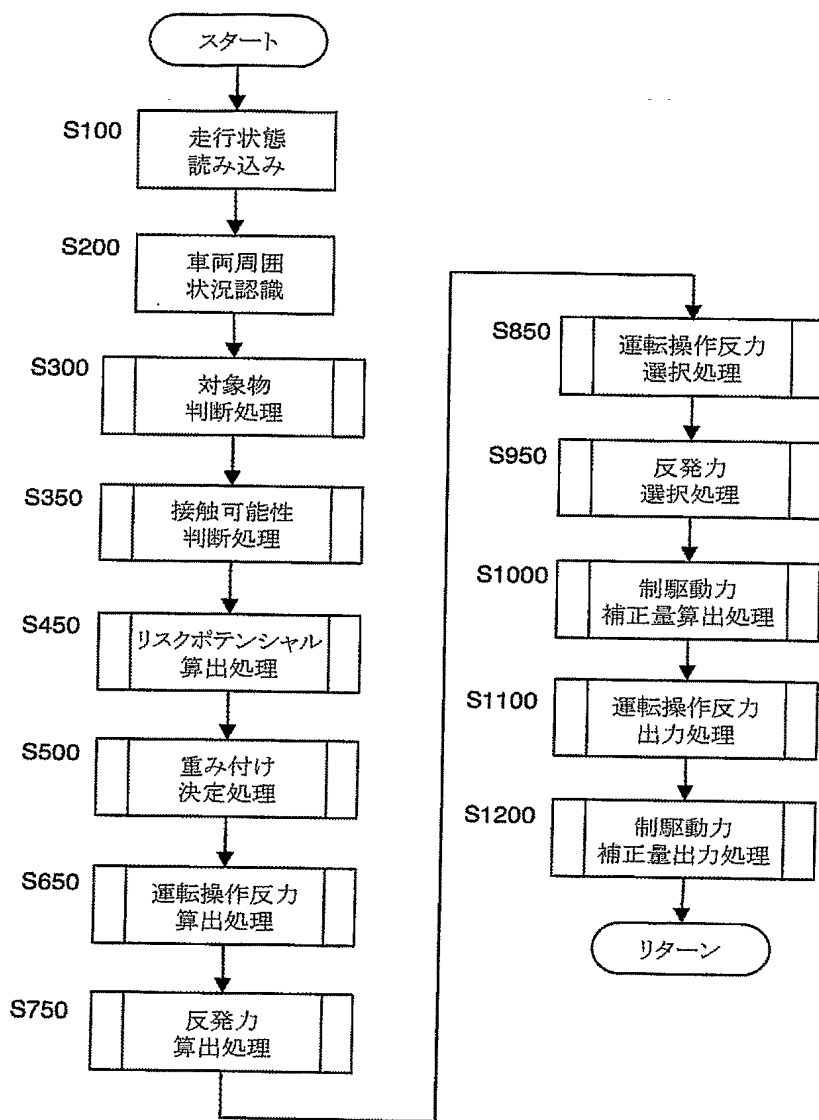 スタート
S100
走行状態
読み込み
S200
車両周囲
状況認識
S300
対象物
判断処理
S350
接触可能性
判断処理
S450
リスクポテンシャル
算出処理
S500
重み付け
決定処理
S650
運転操作反力
算出処理
S750
反発力
算出処理
S850
運転操作反力
選択処理
S950
反発力
選択処理
S1000
制駆動力
補正量算出処理
S1100
運転操作反力
出力処理
S1200
制駆動力
補正量出力処理
リターン